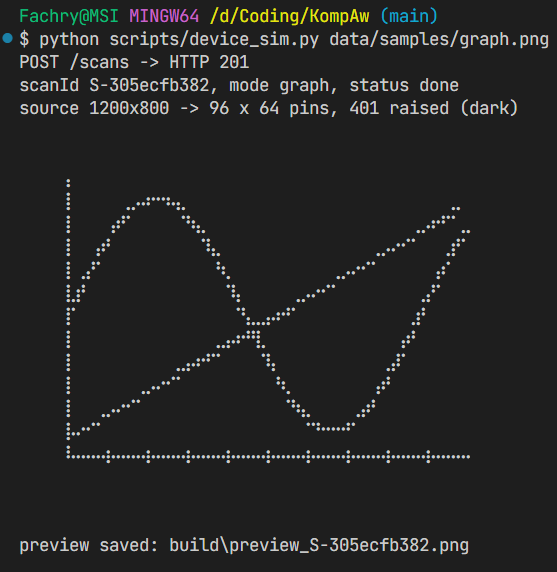 Fachry@MSI MINGW64 /d/Coding/KompAw (main)
$ python scripts/device_sim.py data/samples/graph.png
POST /scans -> HTTP 201
scanId S-305ecfb382, mode graph, status done
source 1200x800 -> 96 x 64 pins, 401 raised (dark)
preview saved: build\preview_S-305ecfb382.png